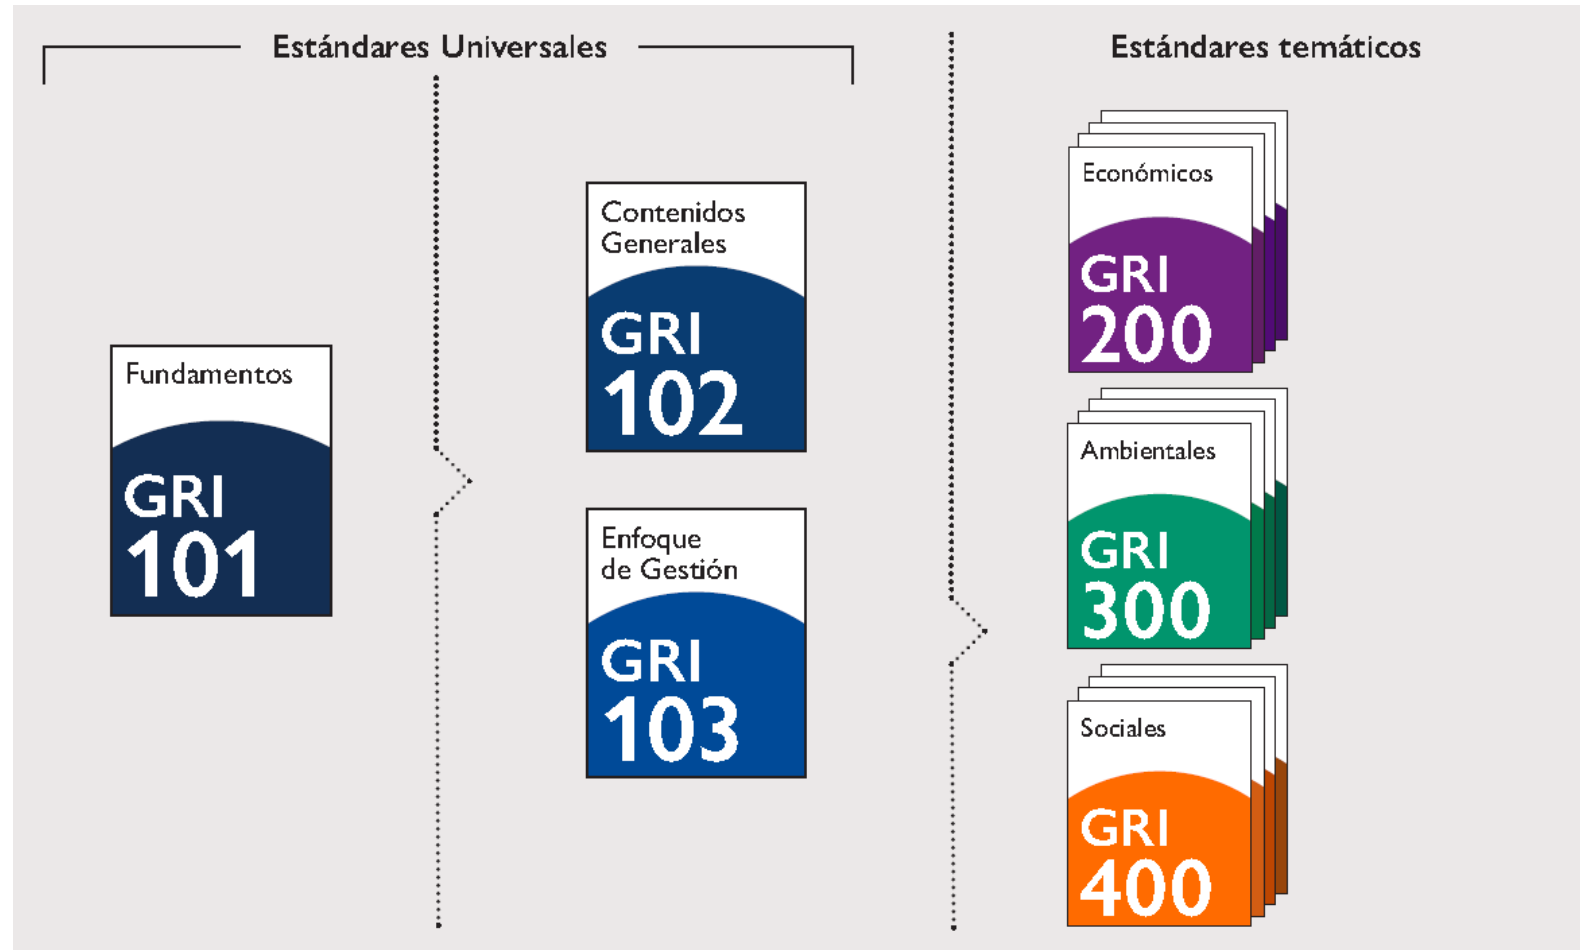 Estándares Universales
Fundamentos
GRI
101
Contenidos
Generales
GRI
102
Enfoque
de Gestión
GRI
103
Estándares temáticos
Económicos
GRI
200
Ambientales
GRI
300
Sociales
GRI
400